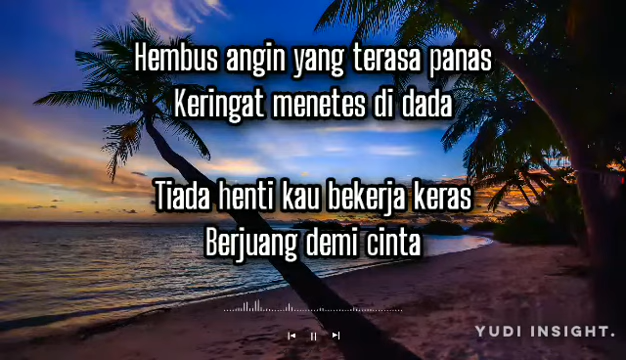 Hembus angin yang terasa panas
Keringat menetes di dada
Tiada henti kau bekerja keras
Berjuang demi cinta
YUDI INSIGHT.